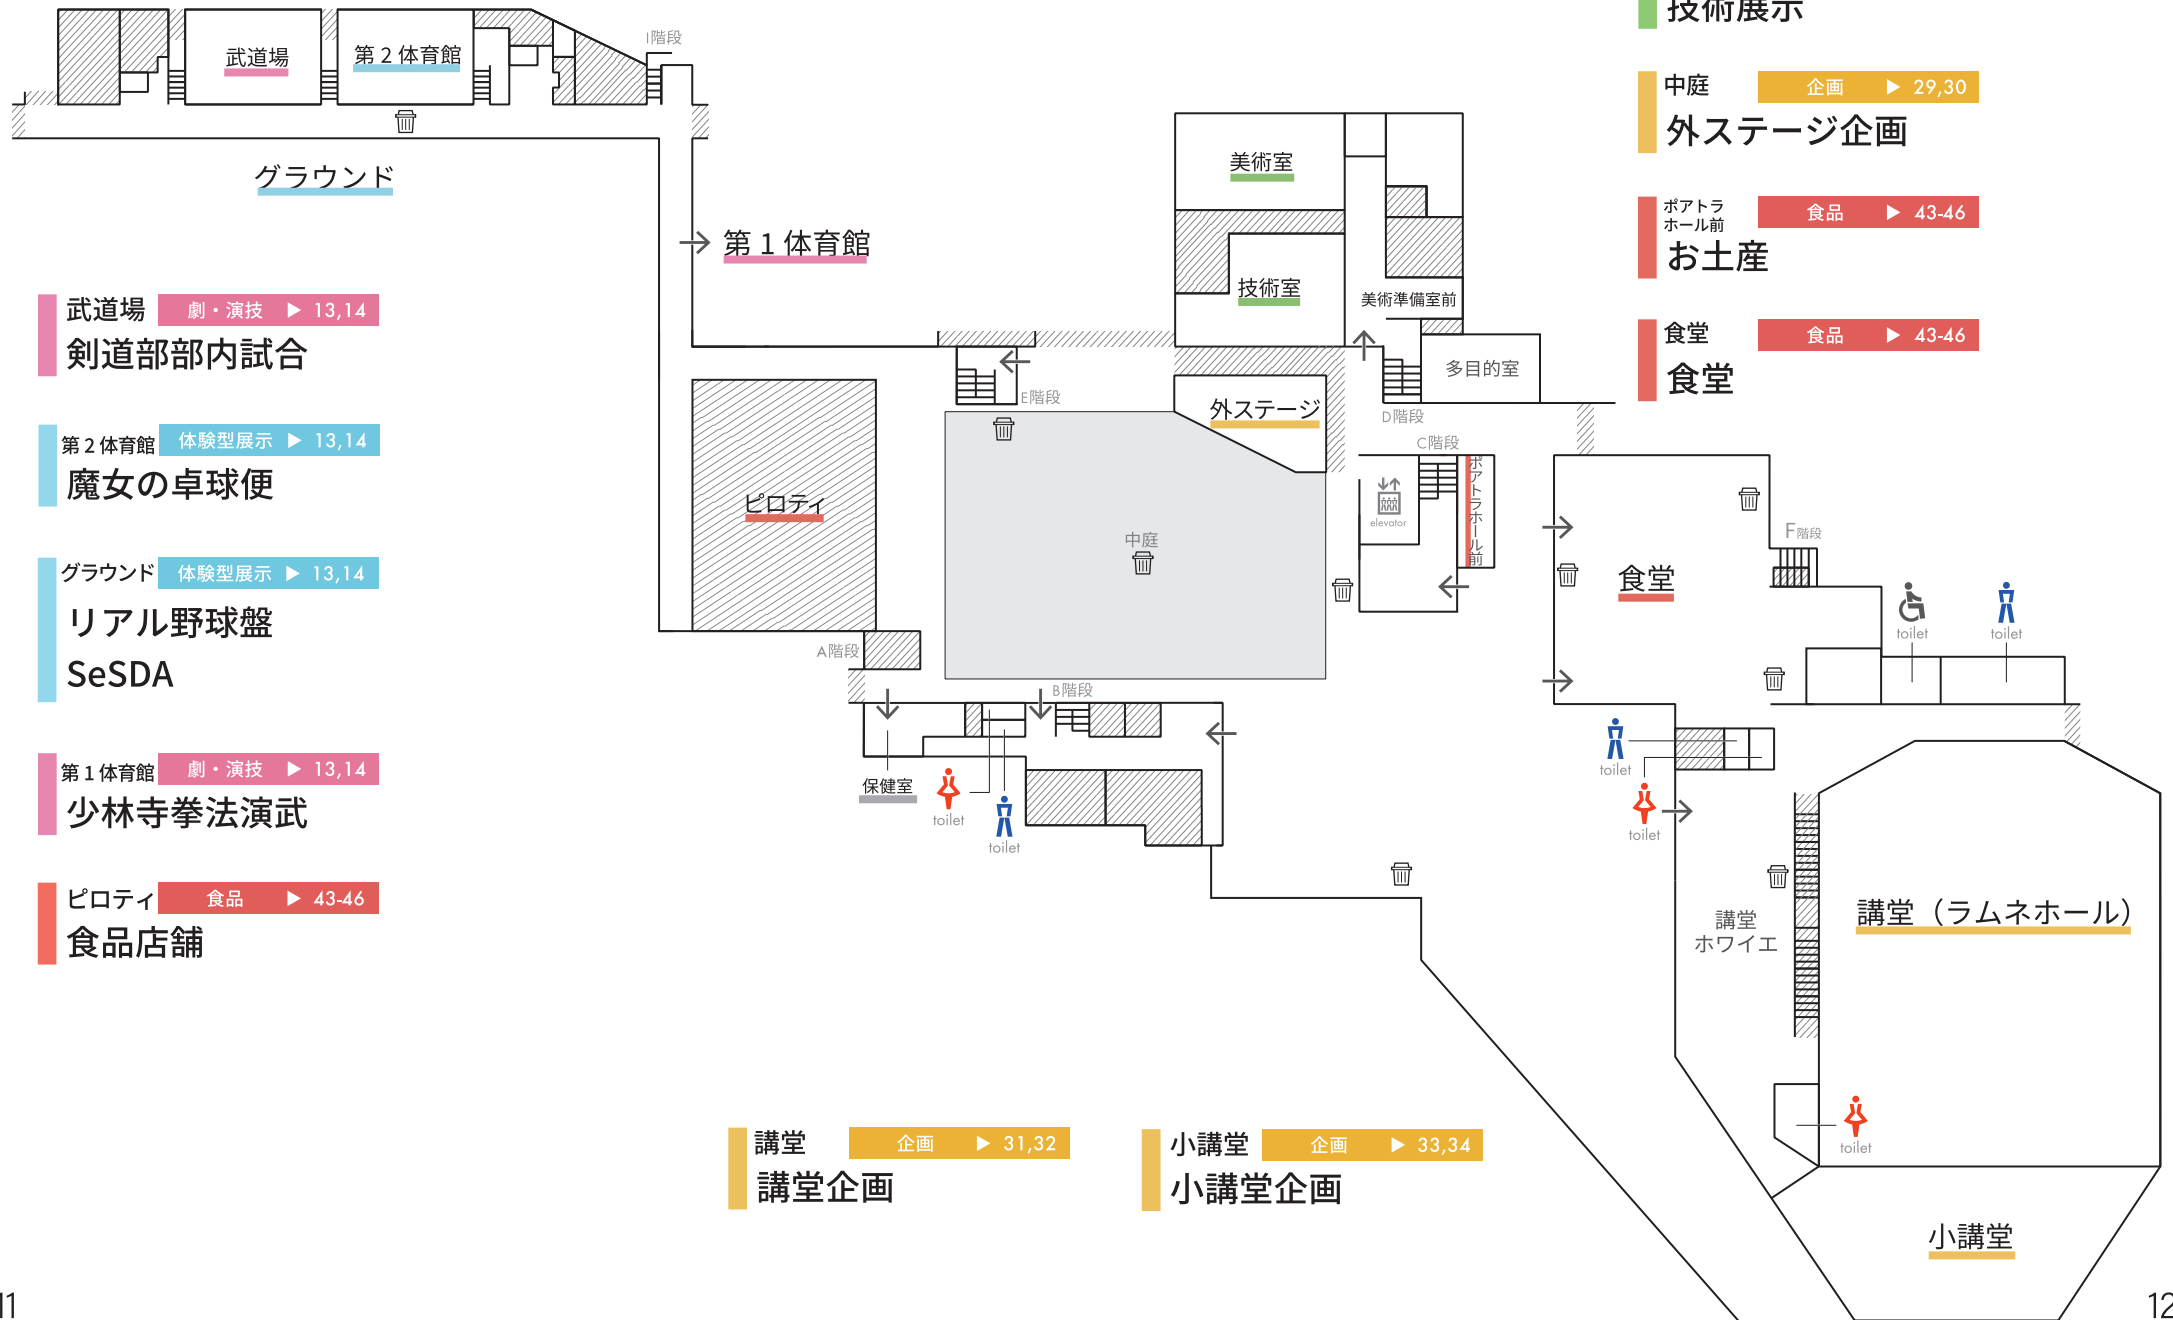 技術展示
武道場
第2体育館
I階段
グラウンド
第1体育館
美術室
技術室
美術準備室前
多目的室
E階段
D階段
C階段
外ステージ
ポアトラホール前
elevator
ピロティ
中庭
食堂
F階段
toilet
toilet
A階段
B階段
保健室
toilet
toilet
toilet
toilet
講堂
ホワイエ
講堂（ラムネホール）
toilet
小講堂
武道場
劇・演技 ▶ 13,14
剣道部部内試合
第2体育館
体験型展示 ▶ 13,14
魔女の卓球便
グラウンド
体験型展示 ▶ 13,14
リアル野球盤
SeSDA
第1体育館
劇・演技 ▶ 13,14
少林寺拳法演武
ピロティ
食品 ▶ 43-46
食品店舗
中庭
企画 ▶ 29,30
外ステージ企画
ポアトラ
ホール前
食品 ▶ 43-46
お土産
食堂
食品 ▶ 43-46
食堂
講堂
企画 ▶ 31,32
講堂企画
小講堂
企画 ▶ 33,34
小講堂企画
11
12